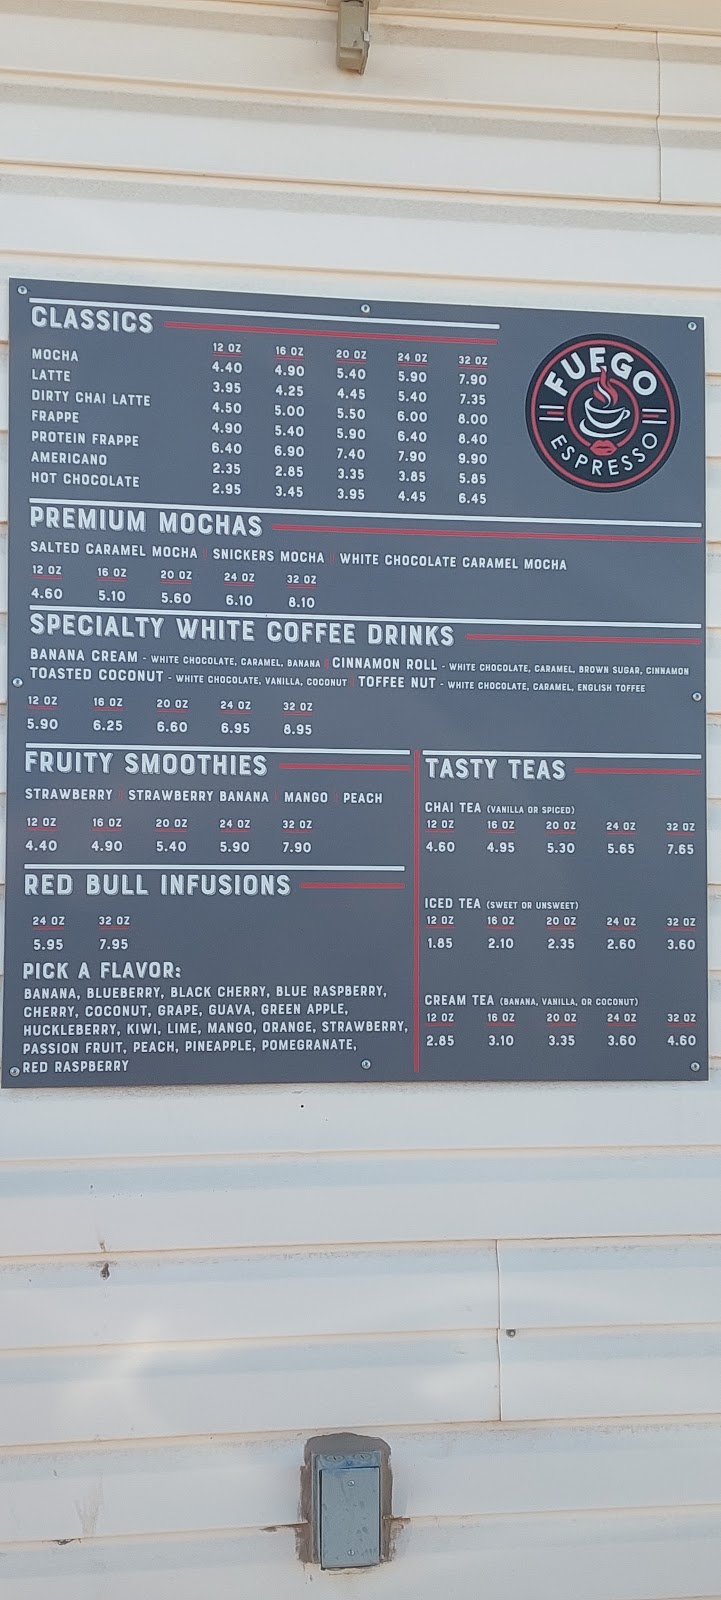 CLASSICS
12 OZ 16 OZ 20 OZ 24 OZ 32 OZ
MOCHA 4.40 4.90 5.40 5.90 7.90
LATTE 3.95 4.25 4.45 5.40 7.35
DIRTY CHAI LATTE 4.50 5.00 5.50 6.00 8.00
FRAPPE 4.90 5.40 5.90 6.40 8.40
PROTEIN FRAPPE 6.40 6.90 7.40 7.90 9.90
AMERICANO 2.35 2.85 3.35 3.85 5.85
HOT CHOCOLATE 2.95 3.45 3.95 4.45 6.45
FUEGO
ESPRESSO
PREMIUM MOCHAS
SALTED CARAMEL MOCHA | SNICKERS MOCHA | WHITE CHOCOLATE CARAMEL MOCHA
12 OZ 16 OZ 20 OZ 24 OZ 32 OZ
4.60 5.10 5.60 6.10 8.10
SPECIALTY WHITE COFFEE DRINKS
BANANA CREAM - WHITE CHOCOLATE, CARAMEL, BANANA | CINNAMON ROLL - WHITE CHOCOLATE, CARAMEL, BROWN SUGAR, CINNAMON
TOASTED COCONUT - WHITE CHOCOLATE, VANILLA, COCONUT | TOFFEE NUT - WHITE CHOCOLATE, CARAMEL, ENGLISH TOFFEE
12 OZ 16 OZ 20 OZ 24 OZ 32 OZ
5.90 6.25 6.60 6.95 8.95
FRUITY SMOOTHIES
STRAWBERRY | STRAWBERRY BANANA | MANGO | PEACH
12 OZ 16 OZ 20 OZ 24 OZ 32 OZ
4.40 4.90 5.40 5.90 7.90
RED BULL INFUSIONS
24 OZ 32 OZ
5.95 7.95
PICK A FLAVOR:
BANANA, BLUEBERRY, BLACK CHERRY, BLUE RASPBERRY,
CHERRY, COCONUT, GRAPE, GUAVA, GREEN APPLE,
HUCKLEBERRY, KIWI, LIME, MANGO, ORANGE, STRAWBERRY,
PASSION FRUIT, PEACH, PINEAPPLE, POMEGRANATE,
RED RASPBERRY
TASTY TEAS
CHAI TEA (VANILLA OR SPICED)
12 OZ 16 OZ 20 OZ 24 OZ 32 OZ
4.60 4.95 5.30 5.65 7.65
ICED TEA (SWEET OR UNSWEET)
12 OZ 16 OZ 20 OZ 24 OZ 32 OZ
1.85 2.10 2.35 2.60 3.60
CREAM TEA (BANANA, VANILLA, OR COCONUT)
12 OZ 16 OZ 20 OZ 24 OZ 32 OZ
2.85 3.10 3.35 3.60 4.60